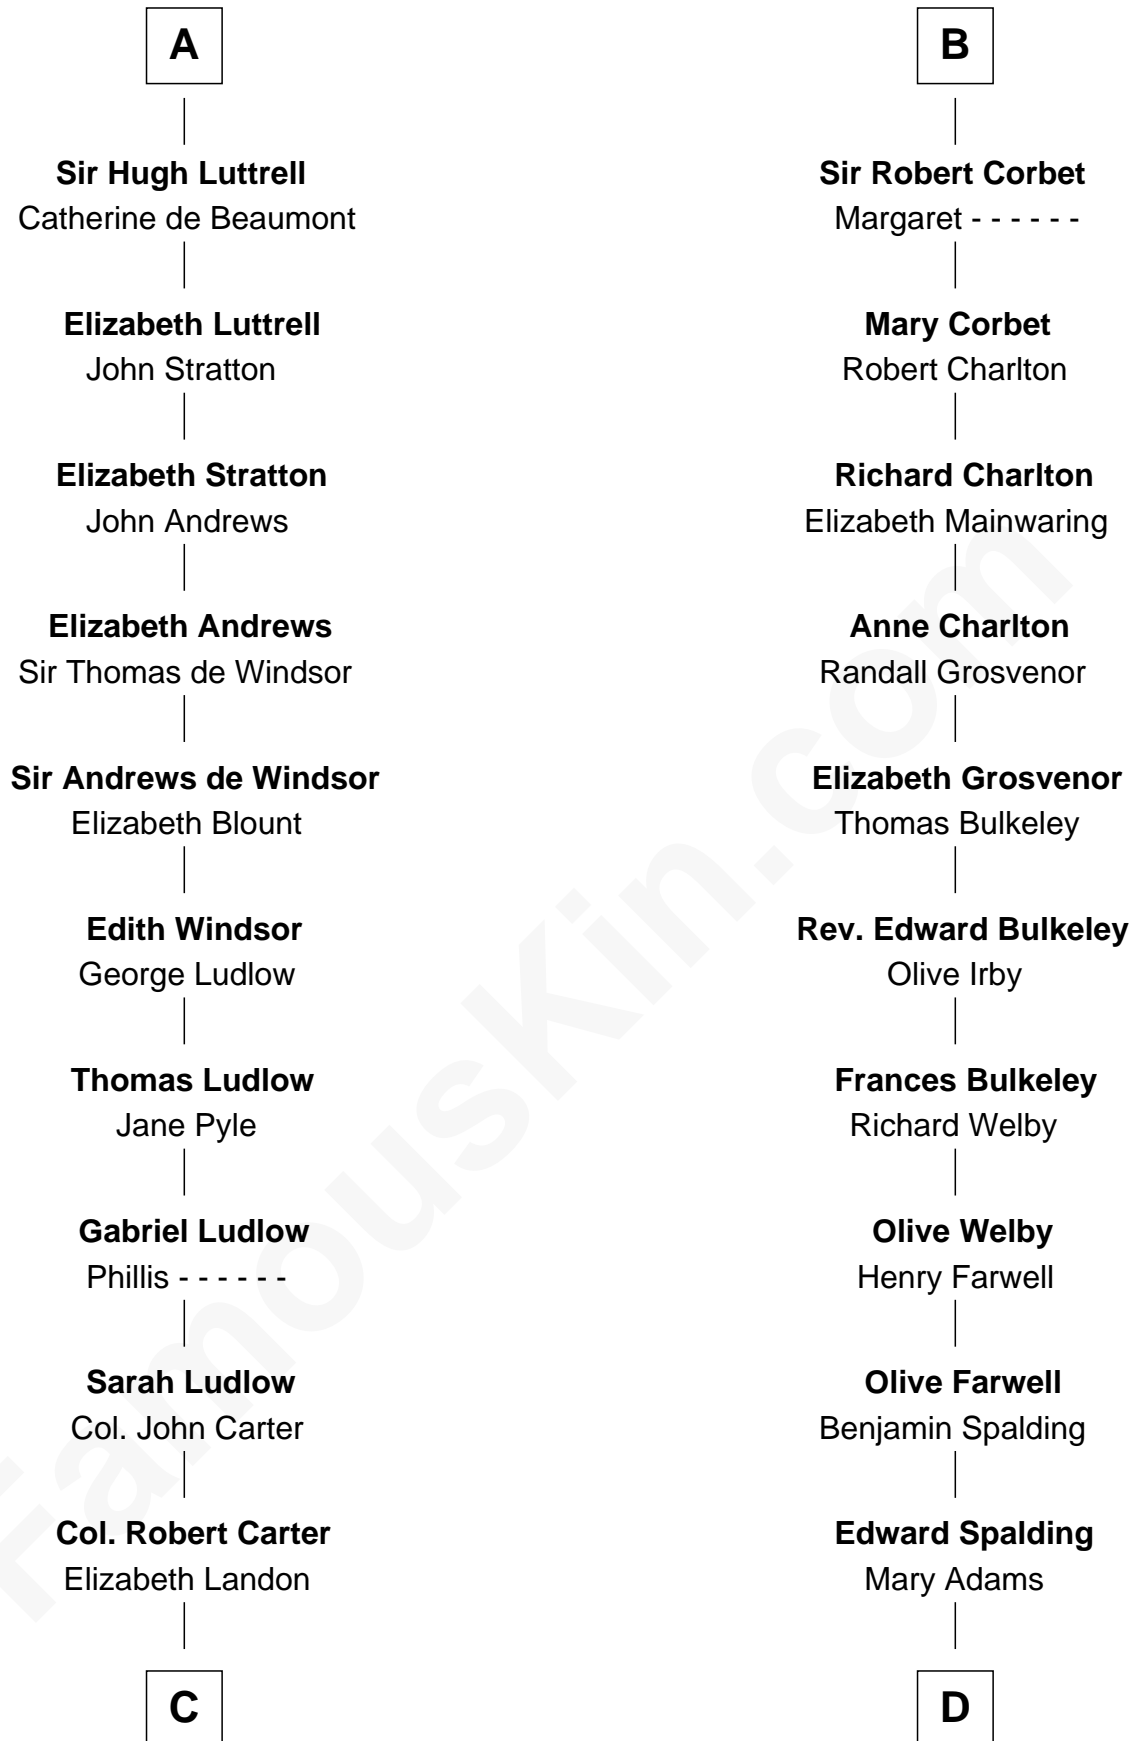 A
Sir Hugh Luttrell
Catherine de Beaumont
Elizabeth Luttrell
John Stratton
Elizabeth Stratton
John Andrews
Elizabeth Andrews
Sir Thomas de Windsor
Sir Andrews de Windsor
Elizabeth Blount
Edith Windsor
George Ludlow
Thomas Ludlow
Jane Pyle
Gabriel Ludlow
Phillis - - - - - -
Sarah Ludlow
Col. John Carter
Col. Robert Carter
Elizabeth Landon
C
B
Sir Robert Corbet
Margaret - - - - - -
Mary Corbet
Robert Charlton
Richard Charlton
Elizabeth Mainwaring
Anne Charlton
Randall Grosvenor
Elizabeth Grosvenor
Thomas Bulkeley
Rev. Edward Bulkeley
Olive Irby
Frances Bulkeley
Richard Welby
Olive Welby
Henry Farwell
Olive Farwell
Benjamin Spalding
Edward Spalding
Mary Adams
D
FamousKin.com